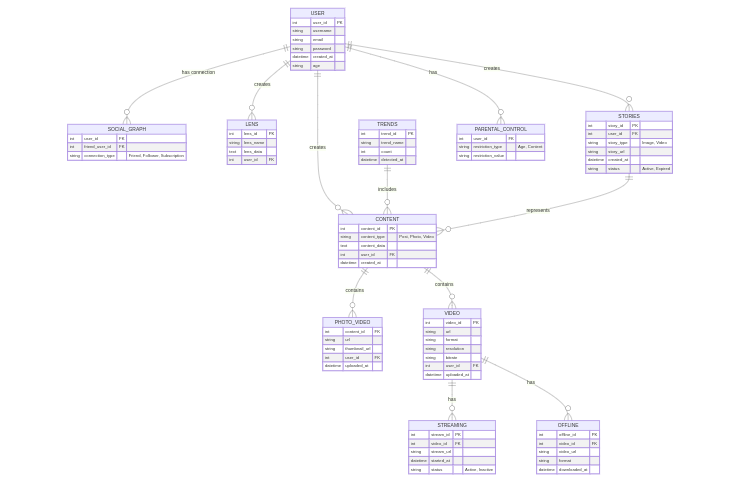 USER
int user_id PK
string username
string email
string password
datetime created_at
string age
has connection
creates
creates
has
creates
SOCIAL_GRAPH
int user_id FK
int friend_user_id FK
string connection_type Friend, Follower, Subscription
LENS
int lens_id PK
string lens_name
text lens_data
int user_id FK
TRENDS
int trend_id PK
string trend_name
int count
datetime detected_at
PARENTAL_CONTROL
int user_id FK
string restriction_type Age, Content
string restriction_value
STORIES
int story_id PK
int user_id FK
string story_type Image, Video
string story_url
datetime created_at
string status Active, Expired
includes
represents
CONTENT
int content_id PK
string content_type Post, Photo, Video
text content_data
int user_id FK
datetime created_at
contains
contains
PHOTO_VIDEO
int content_id FK
string url
string thumbnail_url
int user_id FK
datetime uploaded_at
VIDEO
int video_id PK
string url
string format
string resolution
string bitrate
int user_id FK
datetime uploaded_at
has
has
STREAMING
int stream_id PK
int video_id FK
string stream_url
datetime started_at
string status Active, Inactive
OFFLINE
int offline_id PK
int video_id FK
string video_url
string format
datetime downloaded_at